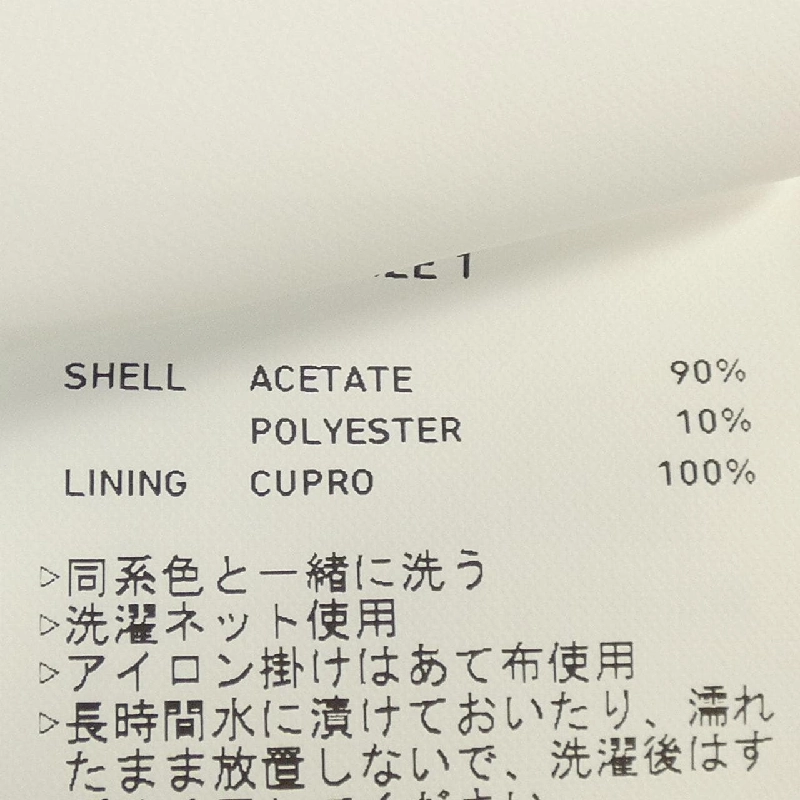 SHELL ACETATE 90%
POLYESTER 10%
LINING CUPRO 100%
▷同系色と一緒に洗う
▷洗濯ネット使用
▷アイロン掛けはあて布使用
▷長時間水に漬けておいたり、濡れ
たまま放置しないで、洗濯後はす